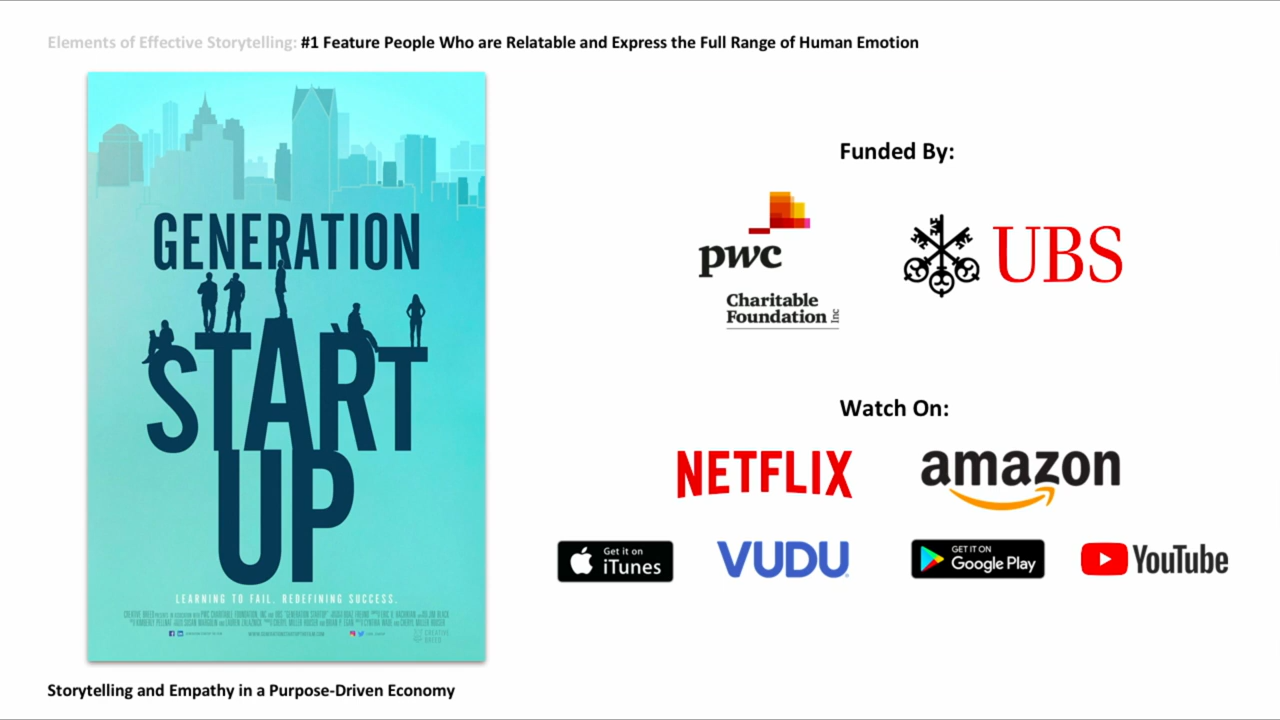 Elements of Effective Storytelling: #1 Feature People Who are Relatable and Express the Full Range of Human Emotion
GENERATION
START
UP
LEARNING TO FAIL. REDEFINING SUCCESS.
Funded By:
pwc
Charitable
Foundation Inc
UBS
Watch On:
NETFLIX
amazon
Get it on
iTunes
VUDU
GET IT ON
Google Play
YouTube
Storytelling and Empathy in a Purpose-Driven Economy